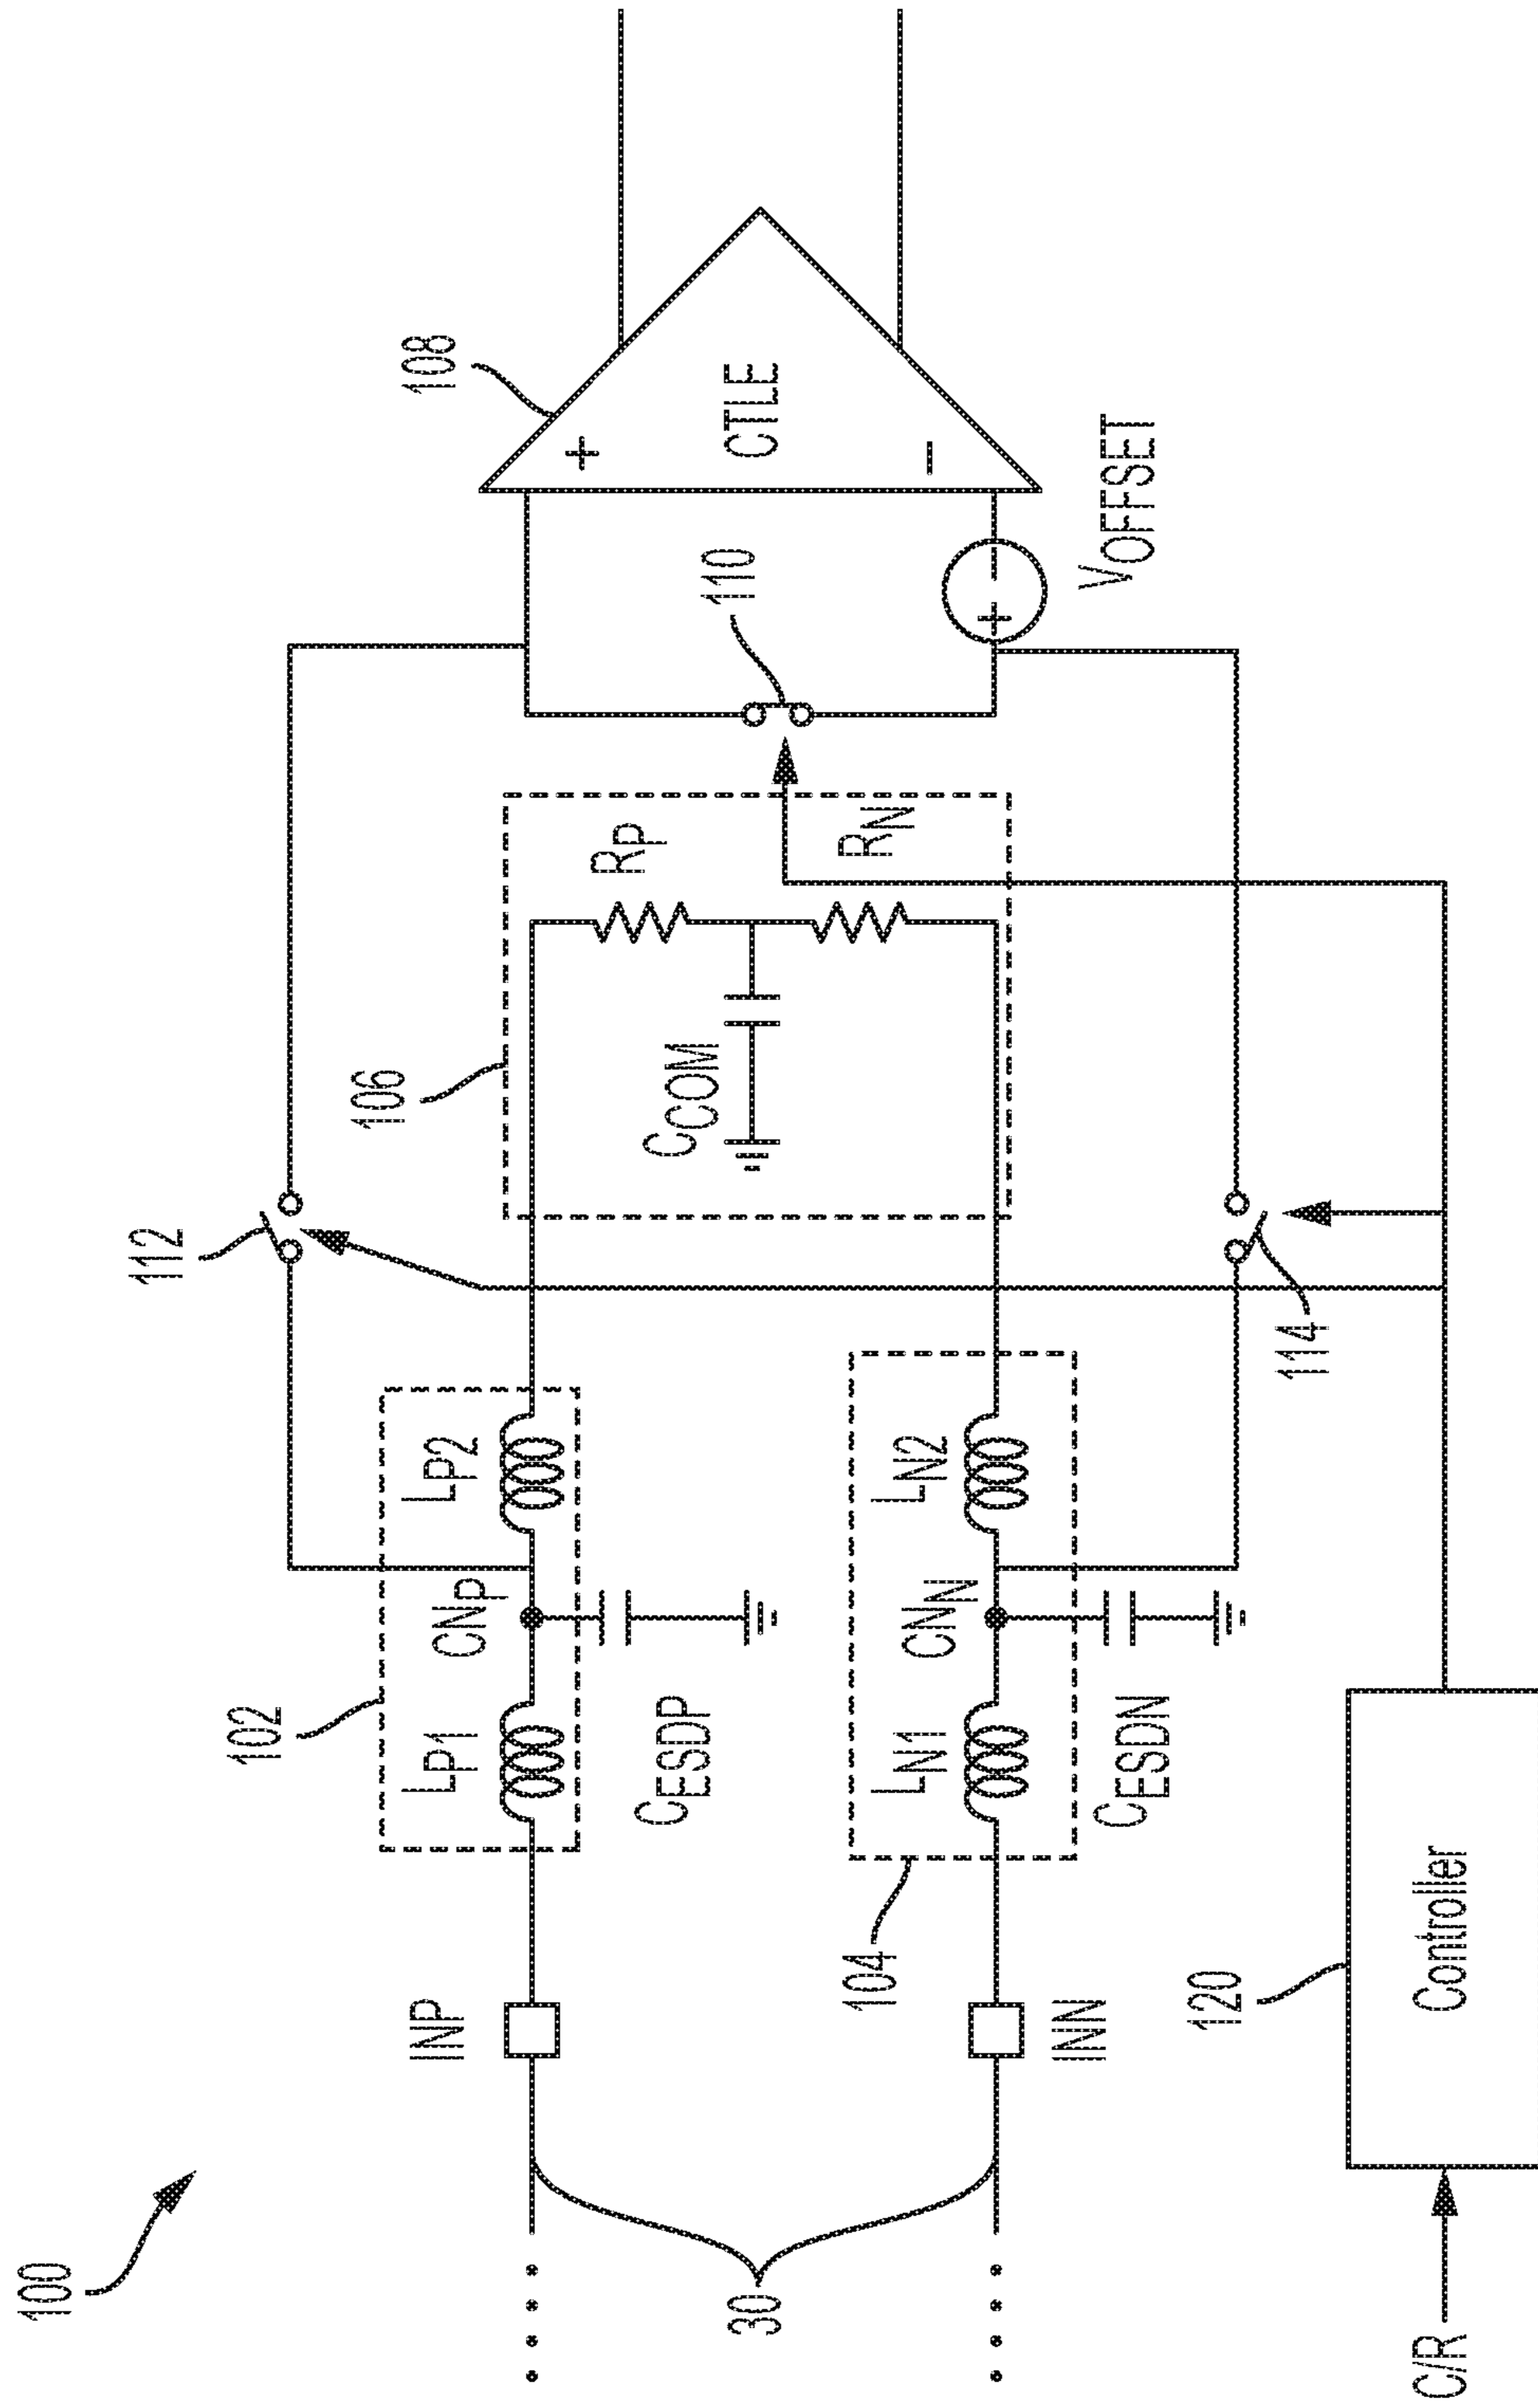 100
30
INP
INN
102
LP1
CNP
LP2
CESDP
104
LN1
CNN
LN2
CESDN
112
114
106
CCOM
RP
RN
110
108
+
CTLE
−
+ −
VOFFSET
120
Controller
C/R